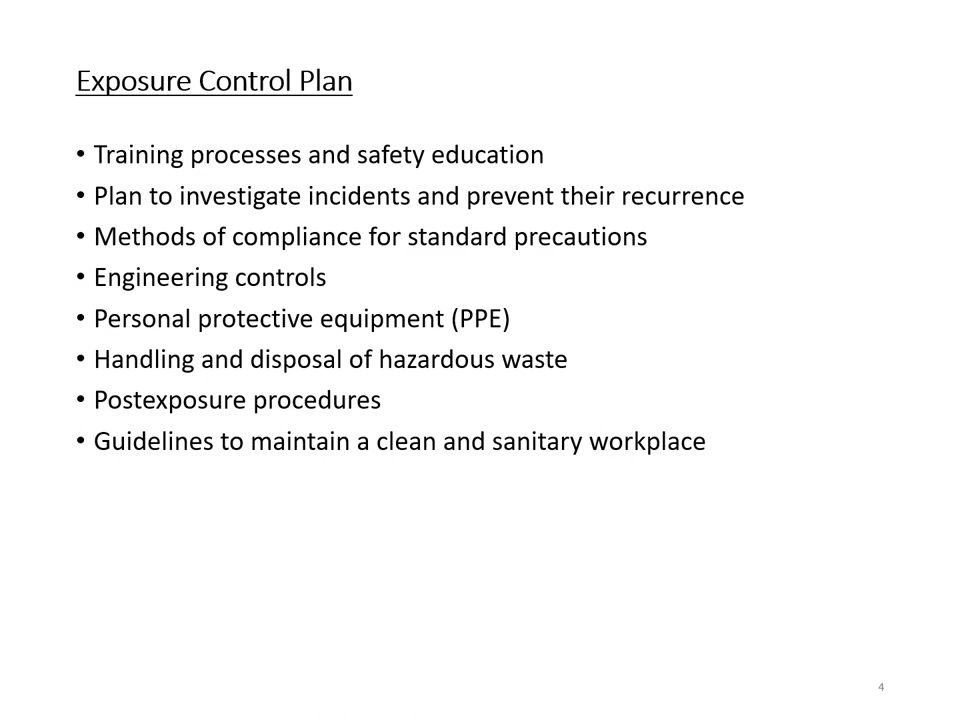 Exposure Control Plan
• Training processes and safety education
• Plan to investigate incidents and prevent their recurrence
• Methods of compliance for standard precautions
• Engineering controls
• Personal protective equipment (PPE)
• Handling and disposal of hazardous waste
• Postexposure procedures
• Guidelines to maintain a clean and sanitary workplace
4